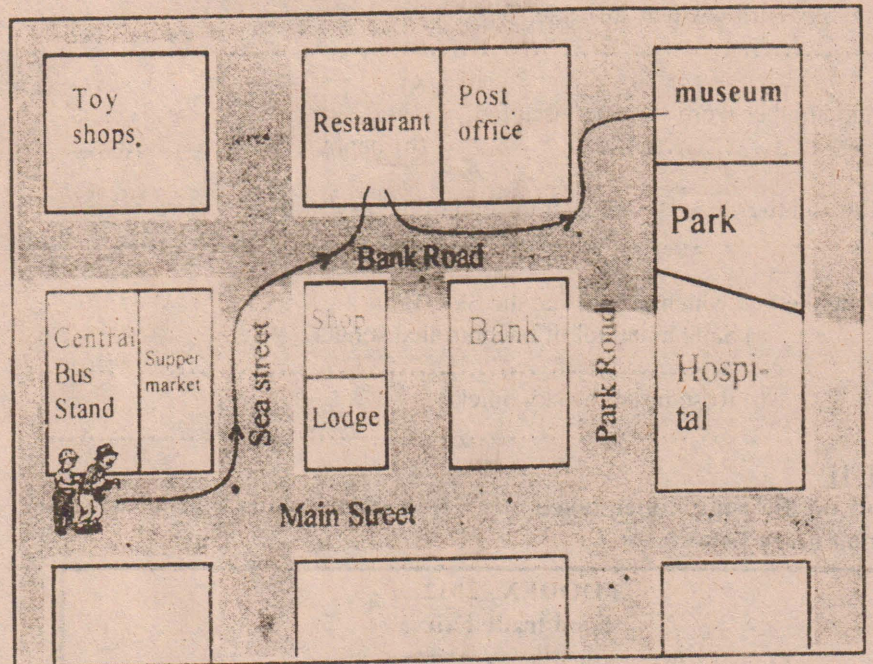 Toy
shops.
Restaurant
Post
office
museum
Park
Bank Road
Central
Bus
Stand
Supper
market
Sea street
Shop
Lodge
Bank
Park Road
Hospi-
tal
Main Street